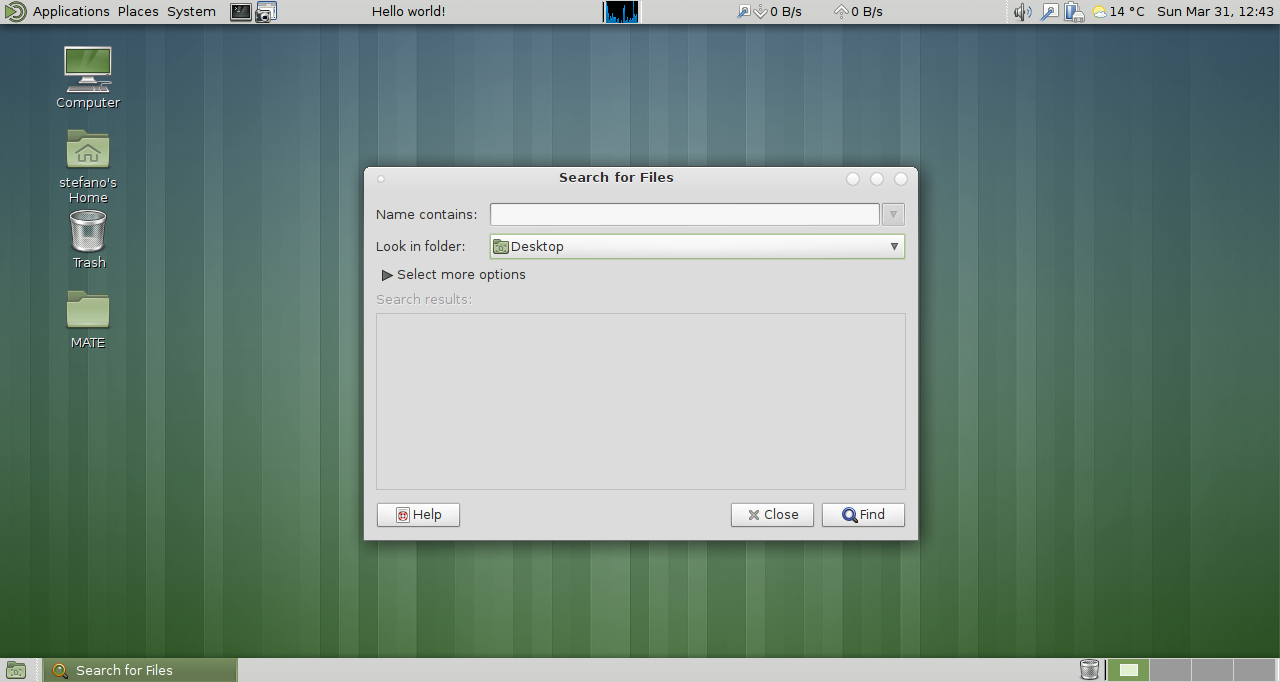 Applications Places System Hello world! 0 B/s 0 B/s 14 °C Sun Mar 31, 12:43
Computer
stefano's
Home
Trash
MATE
Search for Files
Name contains:
Look in folder: Desktop
Select more options
Search results:
Help Close Find
Search for Files